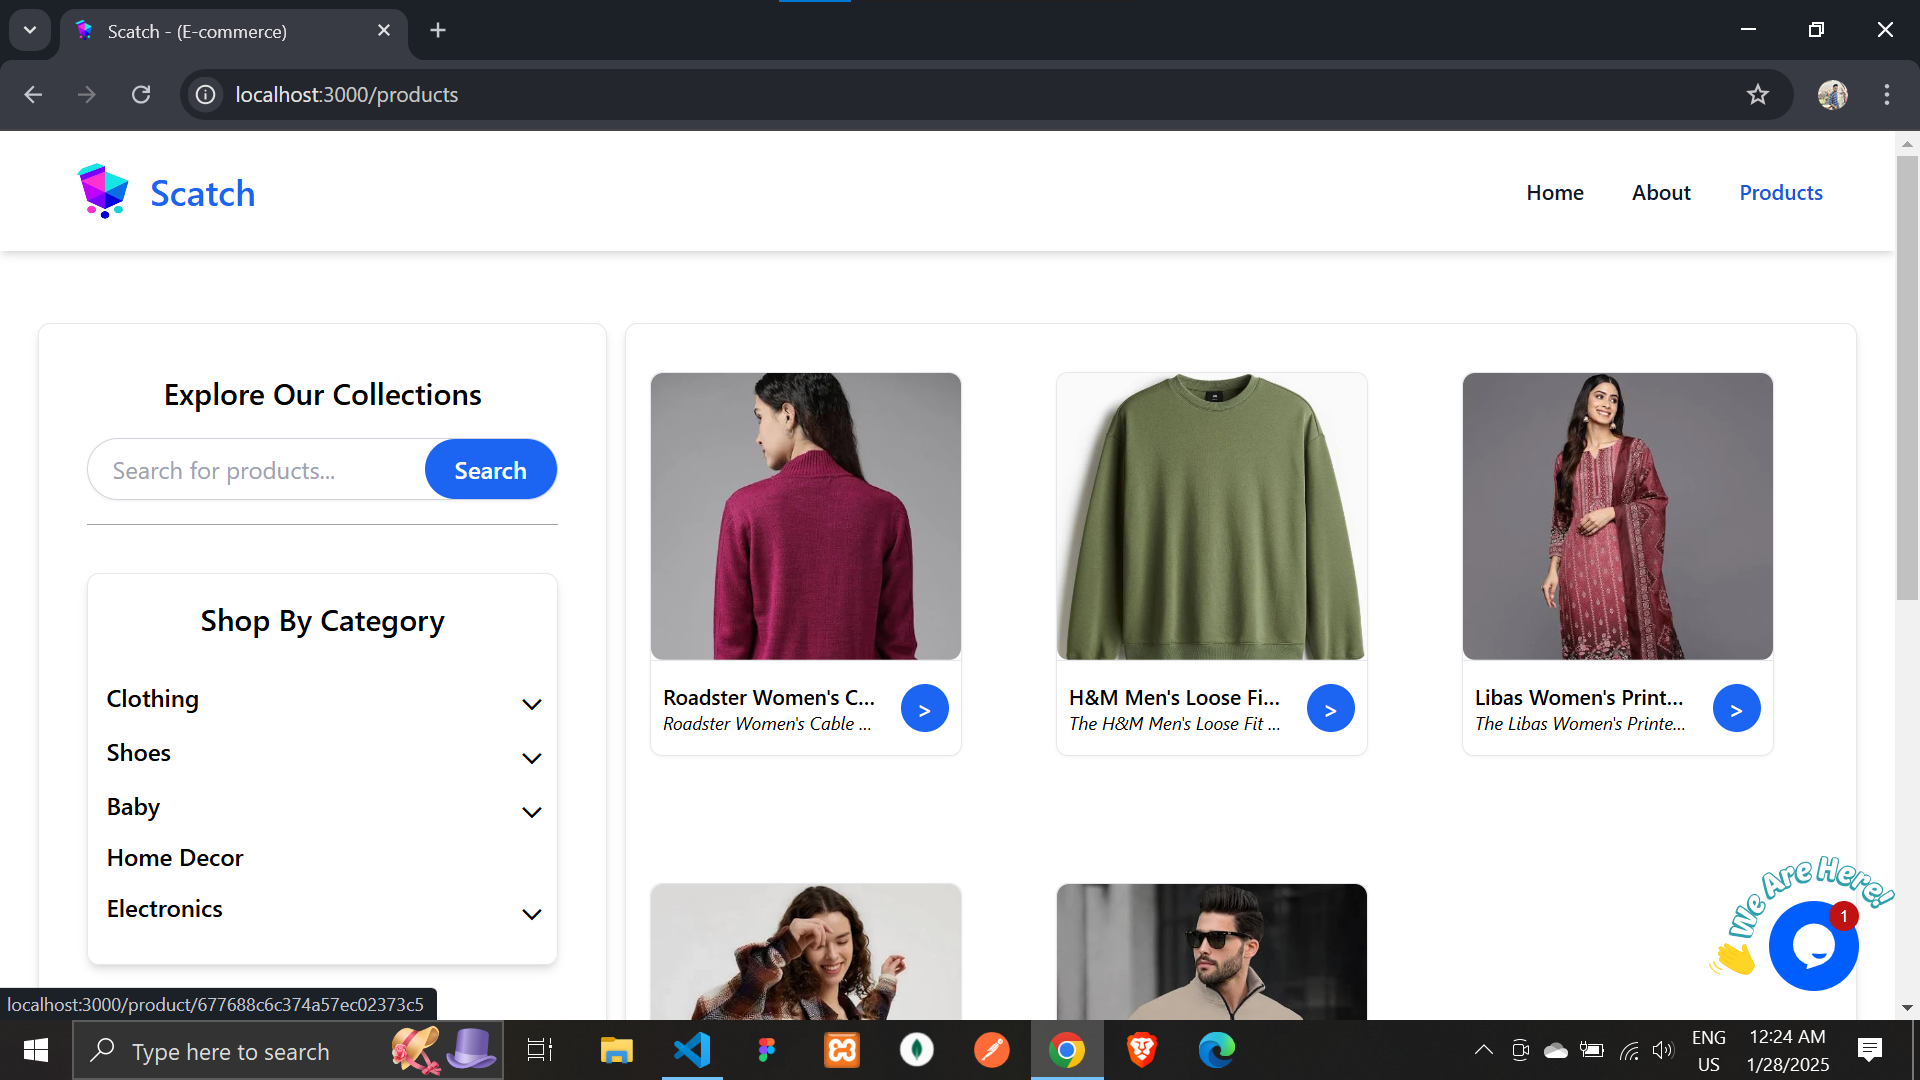 Scatch - (E-commerce)
localhost:3000/products
Scatch
Home
About
Products
Explore Our Collections
Search for products...
Search
Shop By Category
Clothing
Shoes
Baby
Home Decor
Electronics
Roadster Women's C...
Roadster Women's Cable ...
>
H&M Men's Loose Fi...
The H&M Men's Loose Fit ...
>
Libas Women's Print...
The Libas Women's Printe...
>
We Are Here!
1
localhost:3000/product/677688c6c374a57ec02373c5
Type here to search
ENG
US
12:24 AM
1/28/2025